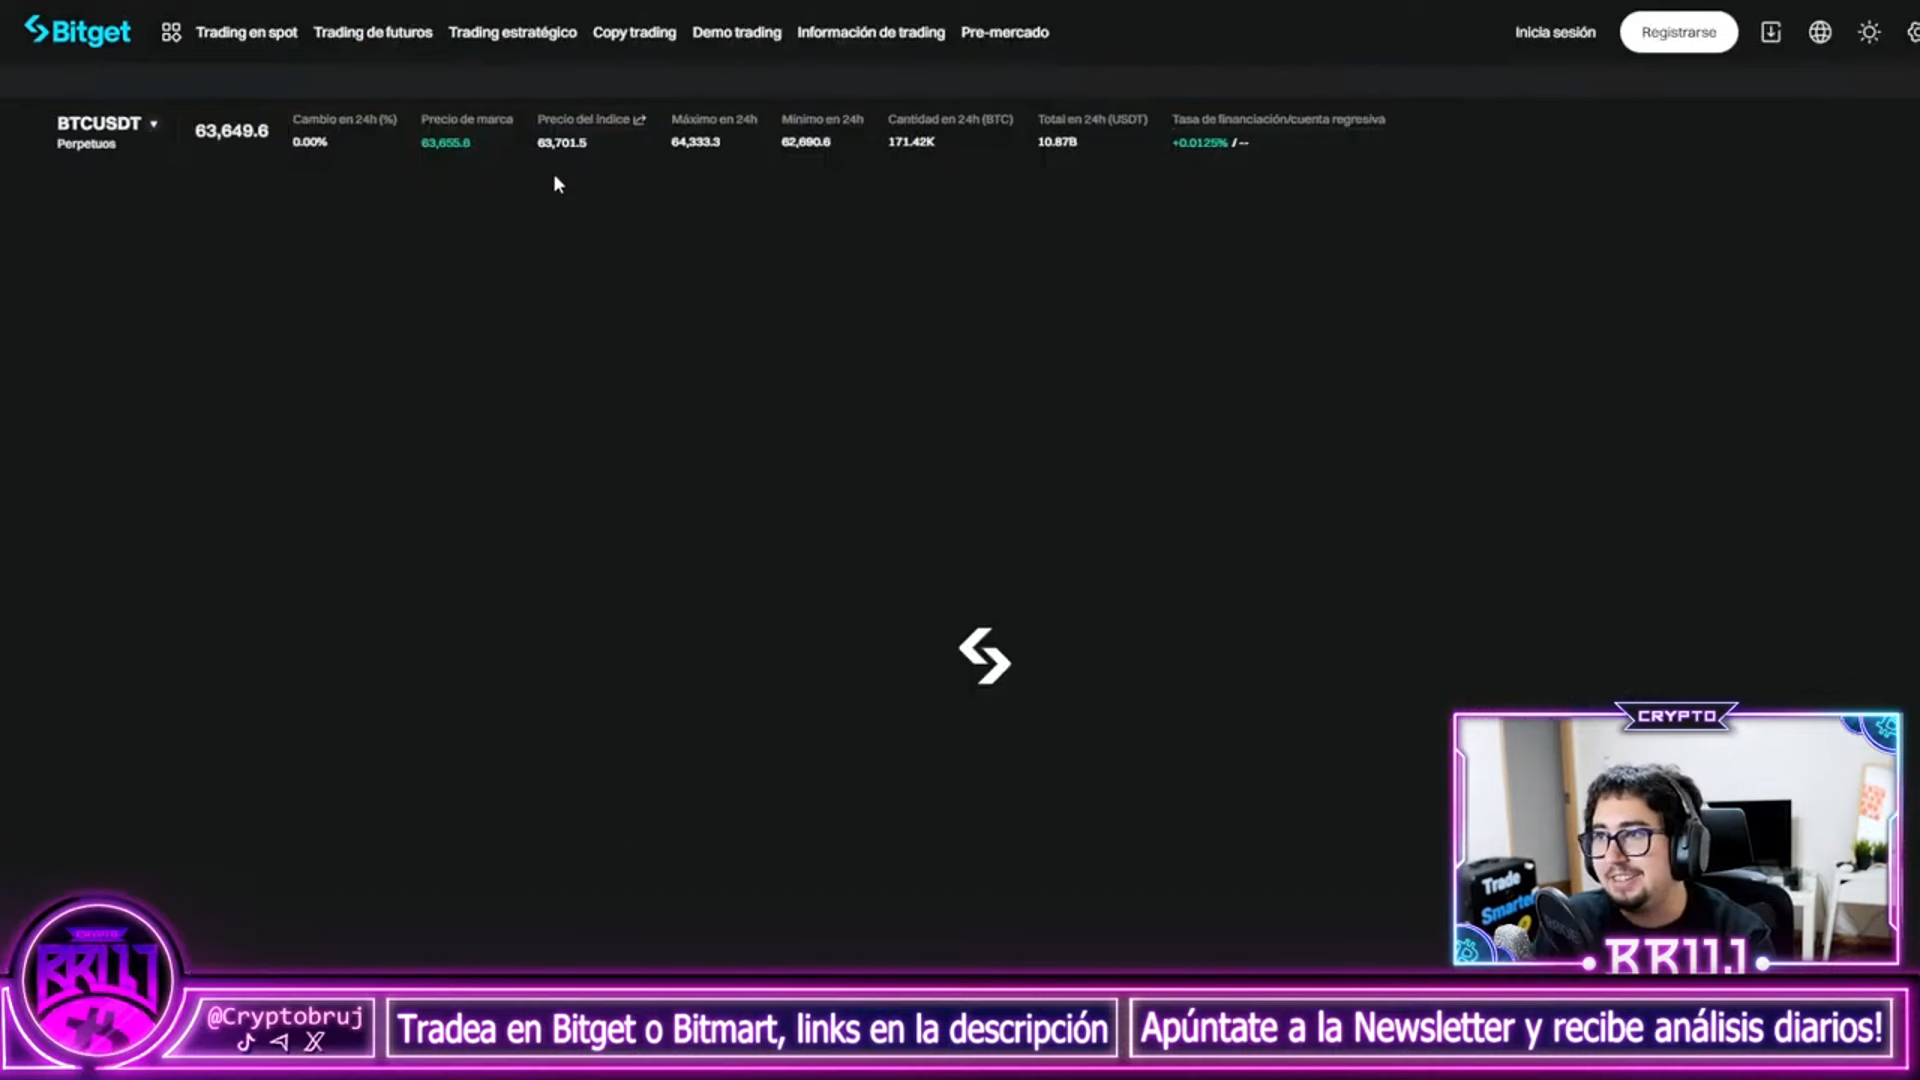 Bitget
Trading en spot
Trading de futuros
Trading estratégico
Copy trading
Demo trading
Información de trading
Pre-mercado
Inicia sesión
Registrarse
BTCUSDT
Perpetuos
63,649.6
Cambio en 24h (%)
0.00%
Precio de marca
63,655.6
Precio del índice
63,701.5
Máximo en 24h
64,333.3
Mínimo en 24h
62,690.6
Cantidad en 24h (BTC)
171.42K
Total en 24h (USDT)
10.87B
Tasa de financiación/cuenta regresiva
+0.0125% / --
CRYPTO
Trade
Smarter
BRUJ
CRYPTO
BRUJ
@Cryptobruj
Tradea en Bitget o Bitmart, links en la descripción
Apúntate a la Newsletter y recibe análisis diarios!